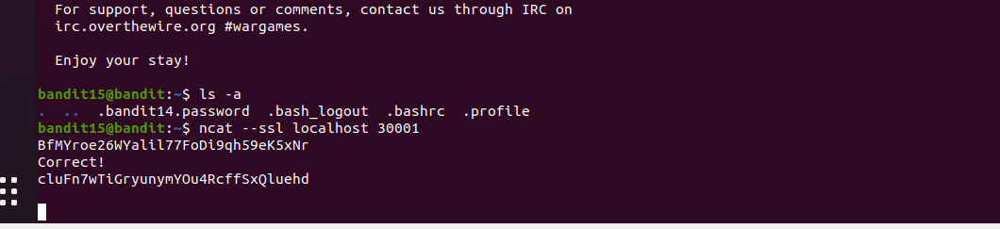 For support, questions or comments, contact us through IRC on
irc.overthewire.org #wargames.
Enjoy your stay!
bandit15@bandit:~$ ls -a
.  ..  .bandit14.password  .bash_logout  .bashrc  .profile
bandit15@bandit:~$ ncat --ssl localhost 30001
BfMYroe26WYalil77FoDi9qh59eK5xNr
Correct!
cluFn7wTiGryunymYOu4RcffSxQluehd